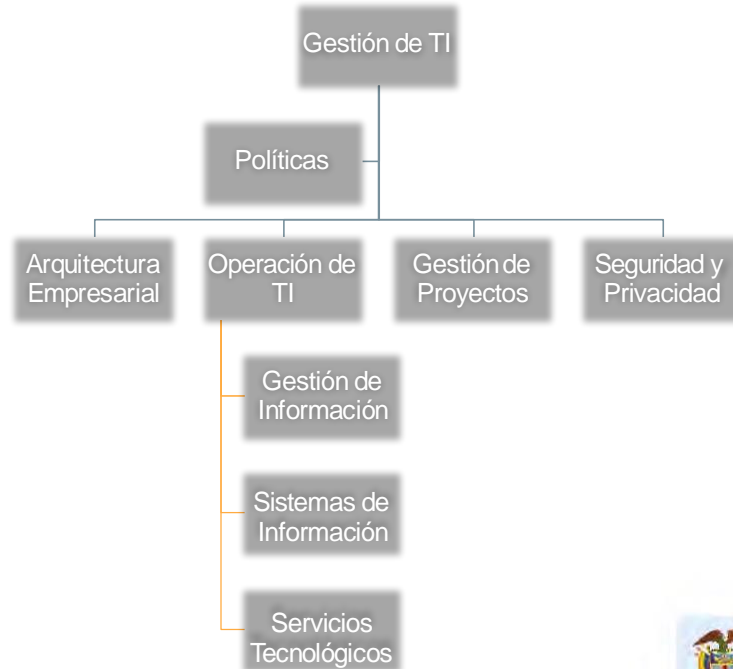 Gestión de TI
Políticas
Arquitectura
Empresarial
Operación de
TI
Gestión de
Proyectos
Seguridad y
Privacidad
Gestión de
Información
Sistemas de
Información
Servicios
Tecnológicos